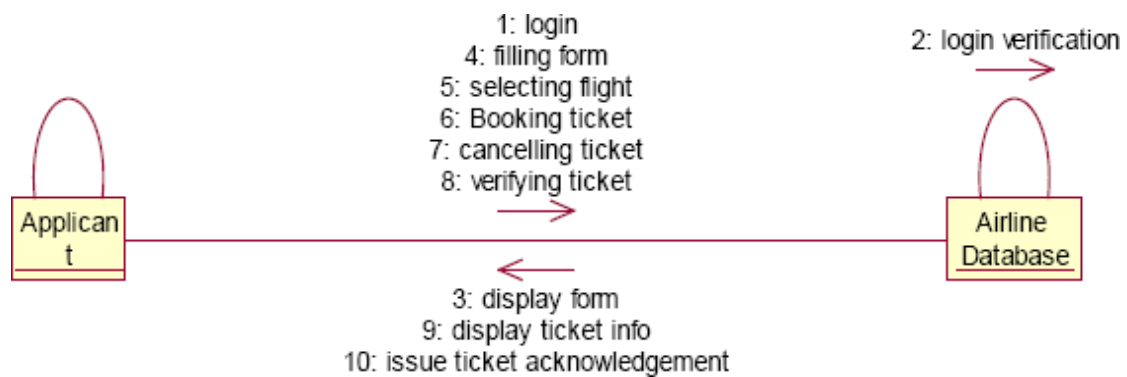 1: login
4: filling form
5: selecting flight
6: Booking ticket
7: cancelling ticket
8: verifying ticket
2: login verification
Applican
t
Airline
Database
3: display form
9: display ticket info
10: issue ticket acknowledgement